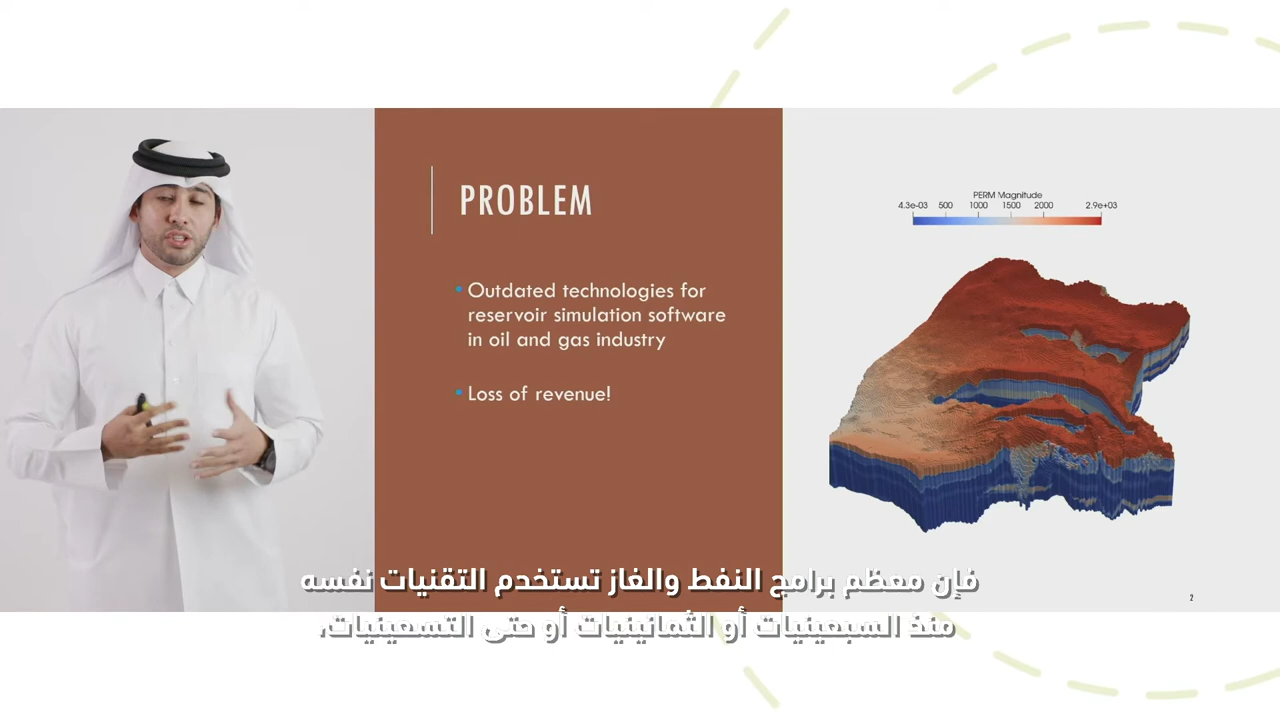 PROBLEM
• Outdated technologies for
reservoir simulation software
in oil and gas industry
• Loss of revenue!
PERM Magnitude
4.3e-03 500 1000 1500 2000 2.9e+03
2
فإن معظم برامج النفط والغاز تستخدم التقنيات نفسه
منذ السبعينيات أو الثمانينيات أو حتى التسعينيات،